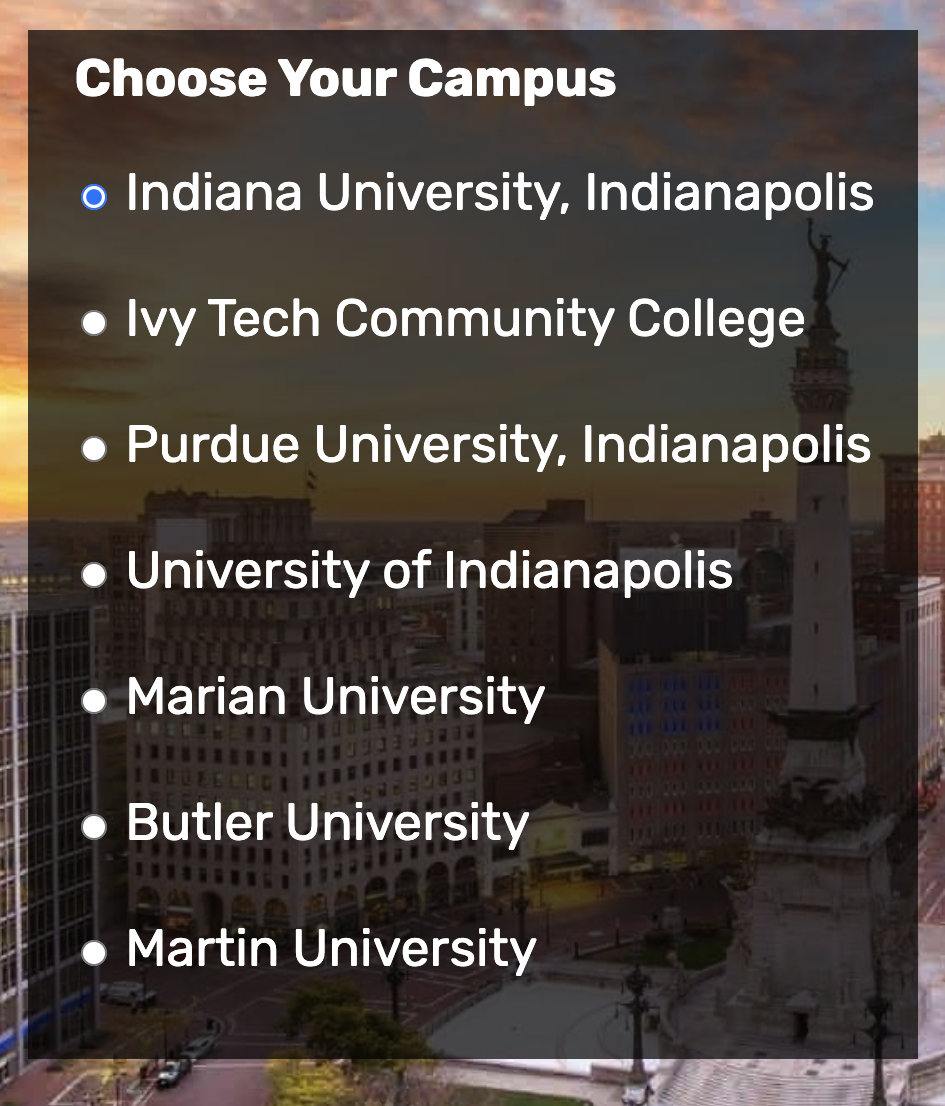 Choose Your Campus
Indiana University, Indianapolis
Ivy Tech Community College
Purdue University, Indianapolis
University of Indianapolis
Marian University
Butler University
Martin University